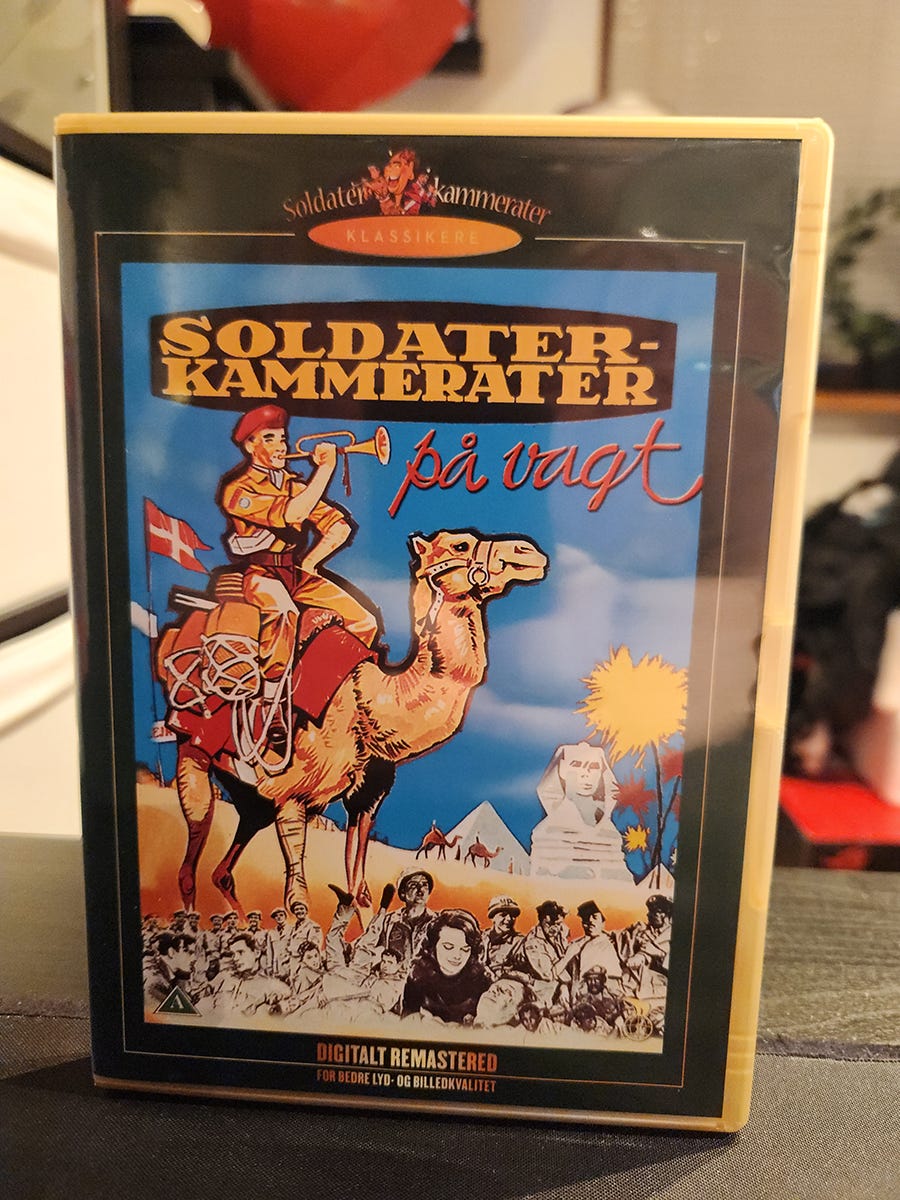 Soldater kammerater
KLASSIKERE
SOLDATER-
KAMMERATER
på vagt
DIGITALT REMASTERED
FOR BEDRE LYD- OG BILLEDKVALITET